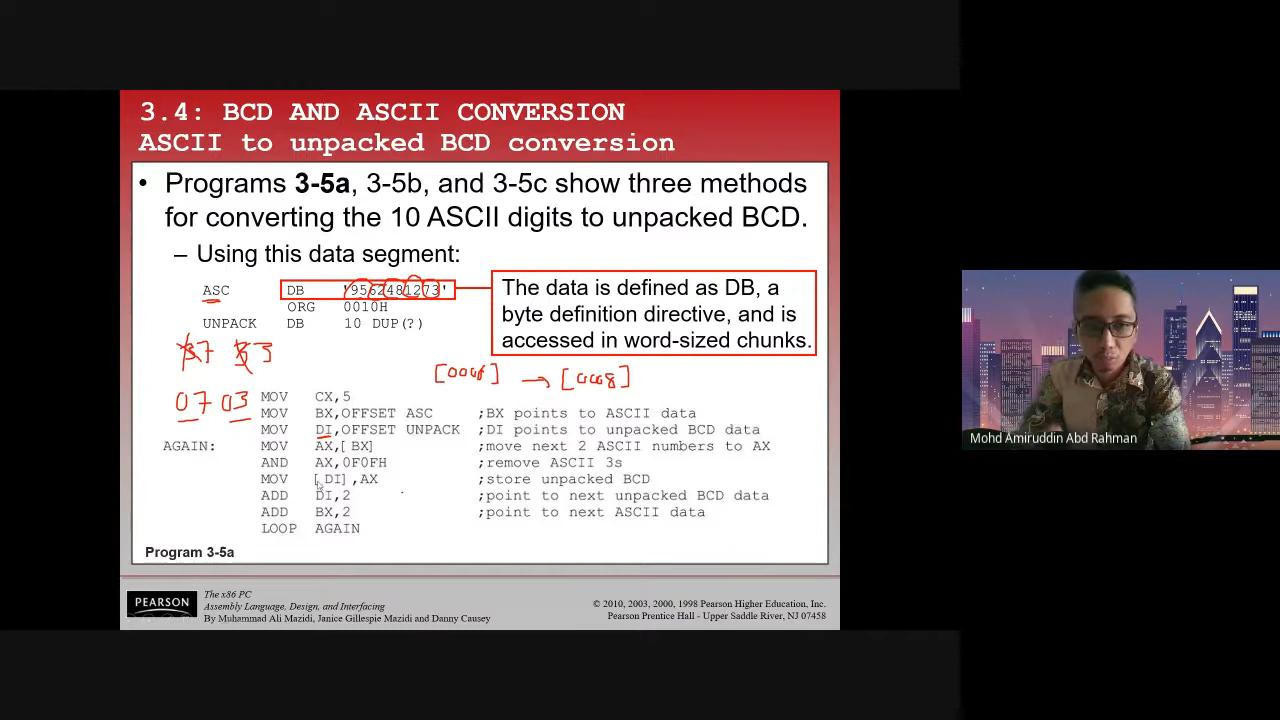 3.4: BCD AND ASCII CONVERSION
ASCII to unpacked BCD conversion
• Programs 3-5a, 3-5b, and 3-5c show three methods
for converting the 10 ASCII digits to unpacked BCD.
– Using this data segment:
ASC DB '9562481273'
ORG 0010H
UNPACK DB 10 DUP(?)
The data is defined as DB, a
byte definition directive, and is
accessed in word-sized chunks.
37 33
07 03
MOV CX,5
MOV BX,OFFSET ASC ;BX points to ASCII data
MOV DI,OFFSET UNPACK ;DI points to unpacked BCD data
AGAIN: MOV AX,[BX] ;move next 2 ASCII numbers to AX
AND AX,0F0FH ;remove ASCII 3s
MOV [DI],AX ;store unpacked BCD
ADD DI,2 ;point to next unpacked BCD data
ADD BX,2 ;point to next ASCII data
LOOP AGAIN
Program 3-5a
PEARSON
The x86 PC
Assembly Language, Design, and Interfacing
By Muhammad Ali Mazidi, Janice Gillespie Mazidi and Danny Causey
© 2010, 2003, 2000, 1998 Pearson Higher Education, Inc.
Pearson Prentice Hall - Upper Saddle River, NJ 07458
Mohd Amiruddin Abd Rahman